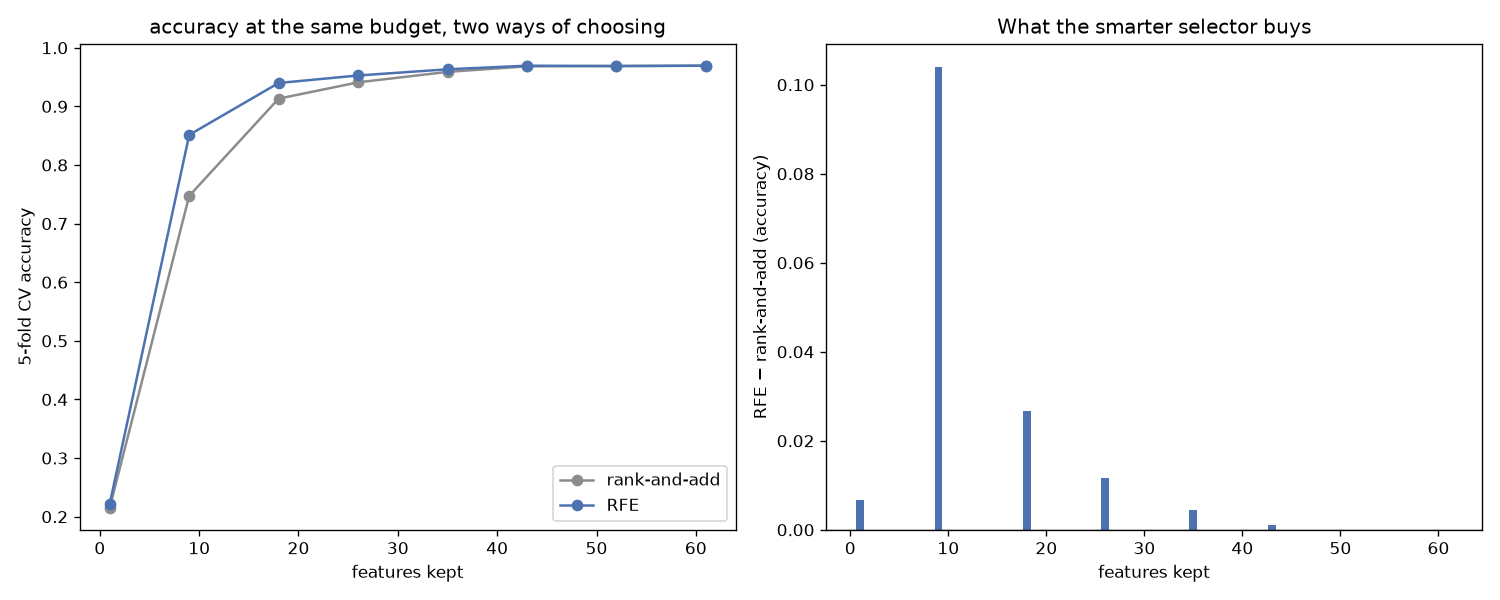 accuracy at the same budget, two ways of choosing
5-fold CV accuracy
1.0
0.9
0.8
0.7
0.6
0.5
0.4
0.3
0.2
0 10 20 30 40 50 60
features kept
rank-and-add
RFE
What the smarter selector buys
RFE − rank-and-add (accuracy)
0.10
0.08
0.06
0.04
0.02
0.00
0 10 20 30 40 50 60
features kept